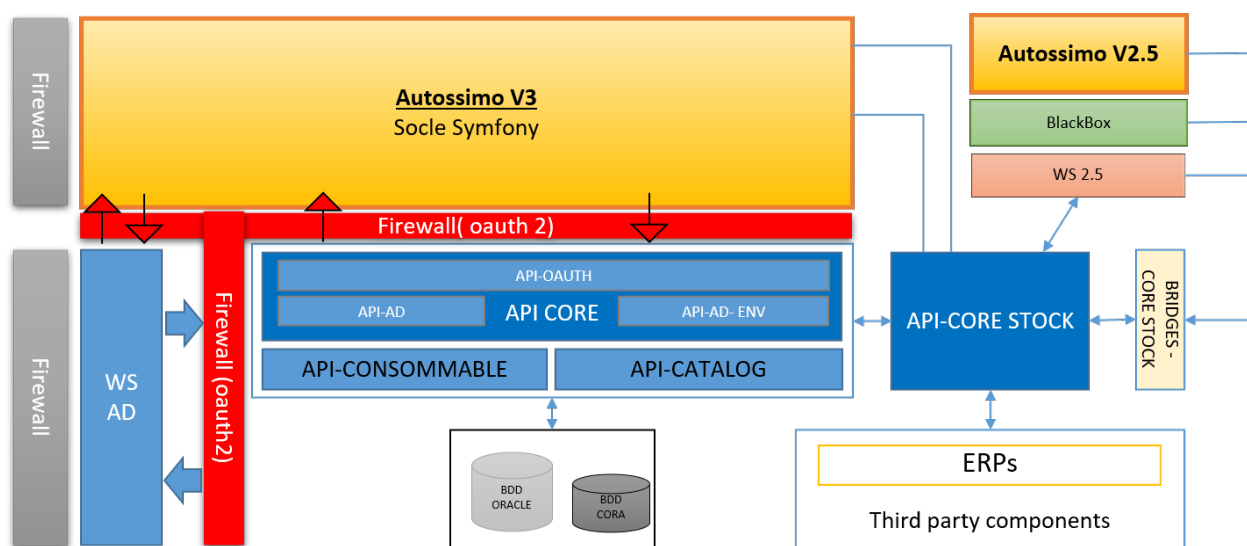 Firewall
Autossimo V3
Socle Symfony
Autossimo V2.5
BlackBox
WS 2.5
Firewall( oauth 2)
Firewall
WS
AD
Firewall (oauth2)
API-OAUTH
API-AD
API CORE
API-AD- ENV
API-CONSOMMABLE
API-CATALOG
API-CORE STOCK
BRIDGES -
CORE STOCK
BDD
ORACLE
BDD
CORA
ERPs
Third party components